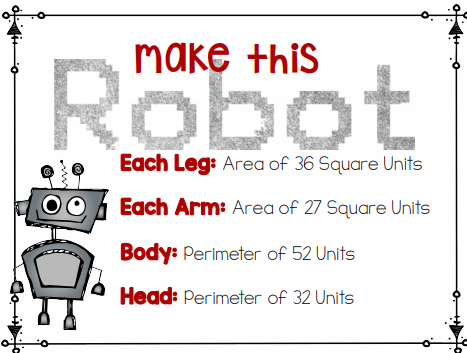 make this
Robot
Each Leg: Area of 36 Square Units
Each Arm: Area of 27 Square Units
Body: Perimeter of 52 Units
Head: Perimeter of 32 Units